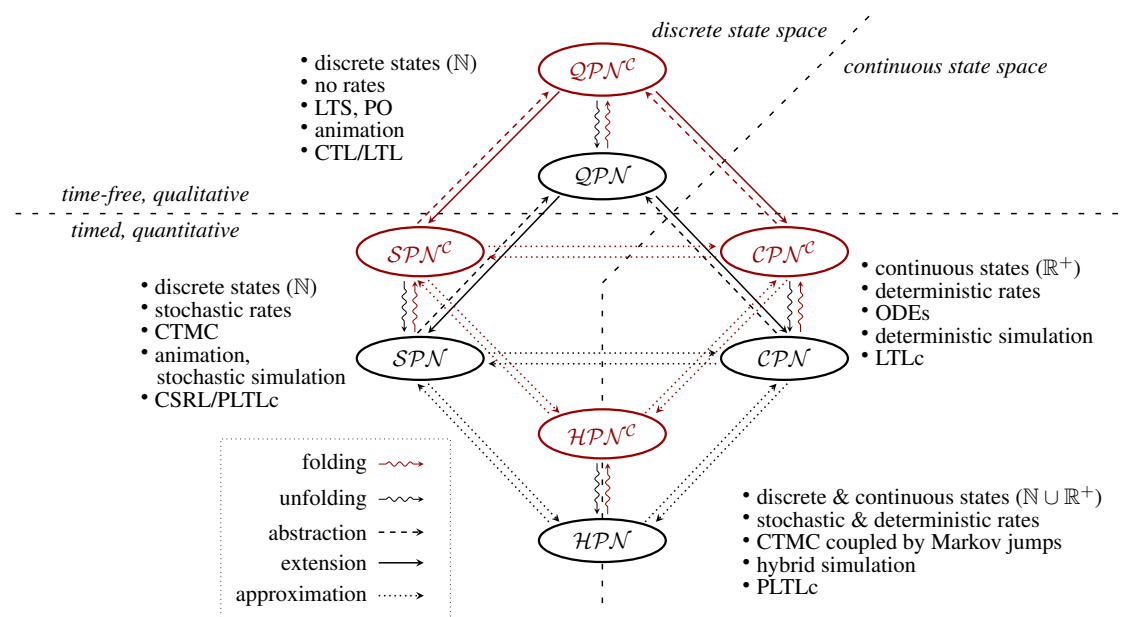 discrete state space
continuous state space
QPN^C
• discrete states (ℕ)
• no rates
• LTS, PO
• animation
• CTL/LTL
QPN
time-free, qualitative
timed, quantitative
SPN^C
CPN^C
• discrete states (ℕ)
• stochastic rates
• CTMC
• animation,
stochastic simulation
• CSRL/PLTLc
• continuous states (ℝ⁺)
• deterministic rates
• ODEs
• deterministic simulation
• LTLc
SPN
CPN
HPN^C
folding
unfolding
abstraction
extension
approximation
HPN
• discrete & continuous states (ℕ ∪ ℝ⁺)
• stochastic & deterministic rates
• CTMC coupled by Markov jumps
• hybrid simulation
• PLTLc